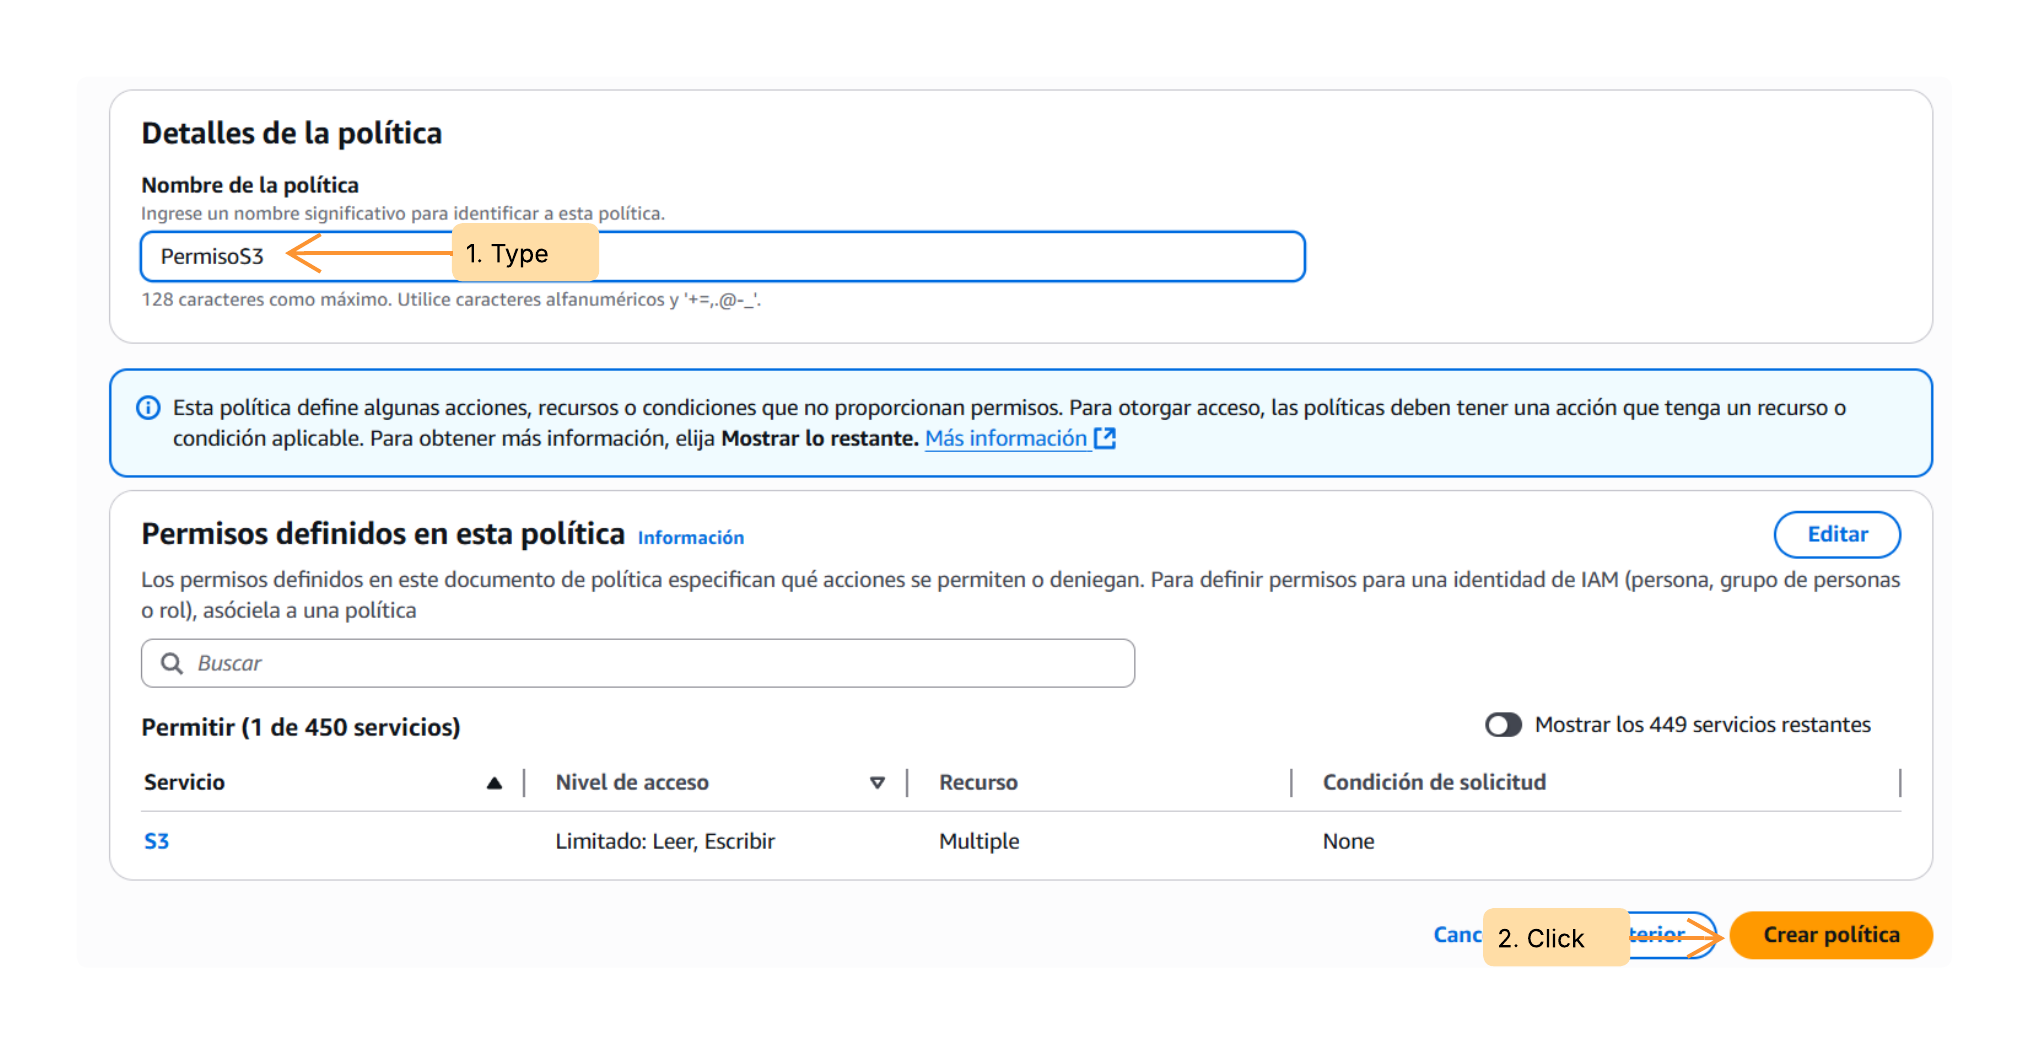 Detalles de la política
Nombre de la política
Ingrese un nombre significativo para identificar a esta política.
PermisoS3
1. Type
128 caracteres como máximo. Utilice caracteres alfanuméricos y '+=,.@-_'.
Esta política define algunas acciones, recursos o condiciones que no proporcionan permisos. Para otorgar acceso, las políticas deben tener una acción que tenga un recurso o
condición aplicable. Para obtener más información, elija Mostrar lo restante. Más información
Permisos definidos en esta política Información
Editar
Los permisos definidos en este documento de política especifican qué acciones se permiten o deniegan. Para definir permisos para una identidad de IAM (persona, grupo de personas
o rol), asóciela a una política
Buscar
Permitir (1 de 450 servicios)
Mostrar los 449 servicios restantes
Servicio Nivel de acceso Recurso Condición de solicitud
S3 Limitado: Leer, Escribir Multiple None
2. Click
Crear política